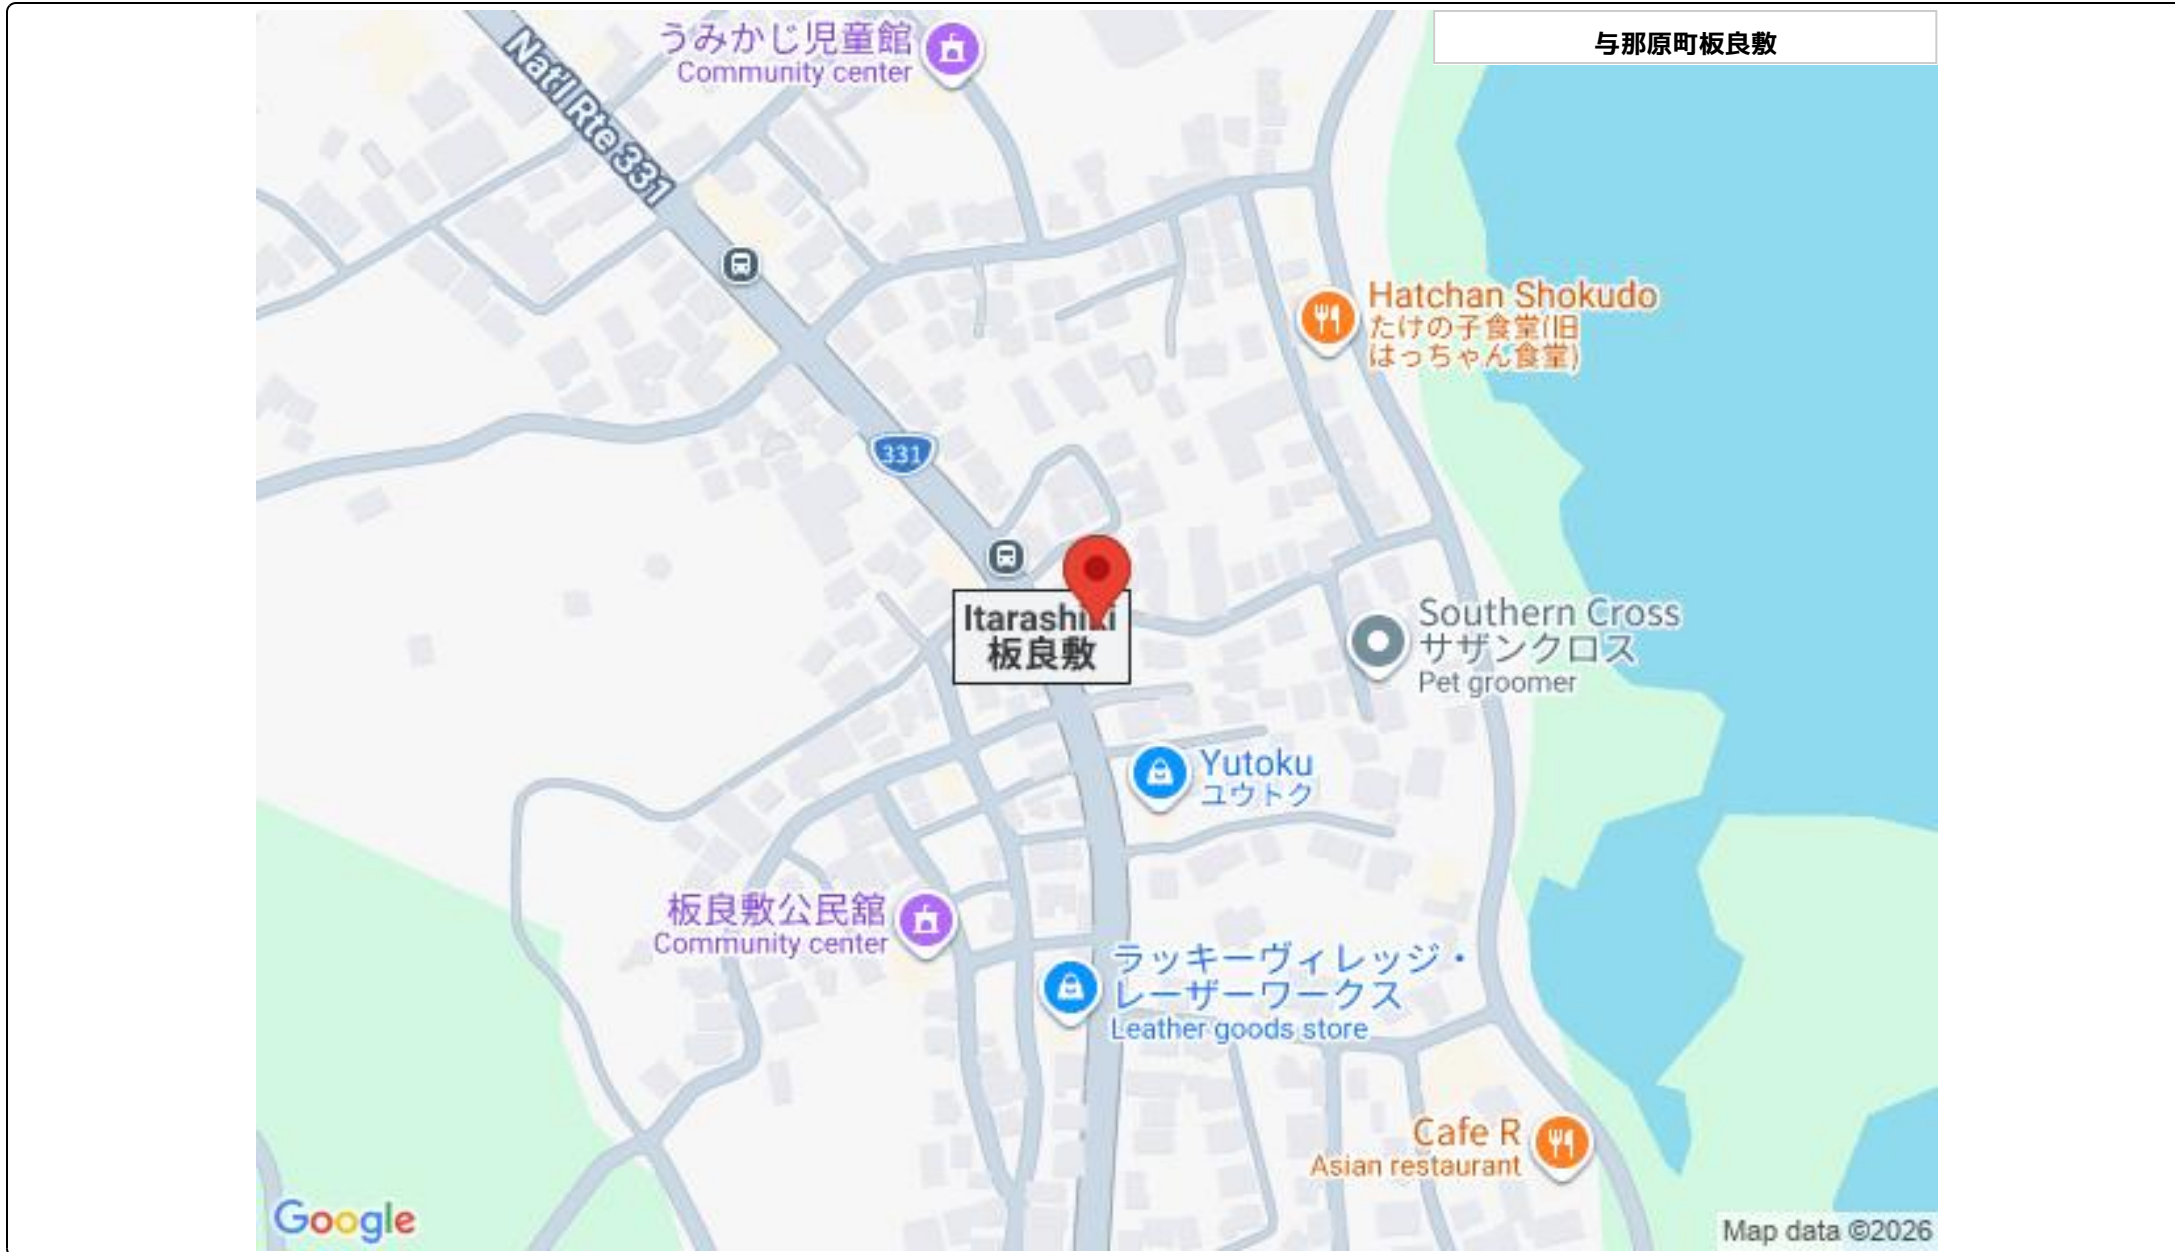 与那原町板良敷
うみかじ児童館
Community center
Nat'l Rte 331
Hatchan Shokudo
たけの子食堂(旧
はっちゃん食堂)
331
Itarashiki
板良敷
Southern Cross
サザンクロス
Pet groomer
Yutoku
ユウトク
板良敷公民舘
Community center
ラッキーヴィレッジ・
レーザーワークス
Leather goods store
Cafe R
Asian restaurant
Google
Map data ©2026